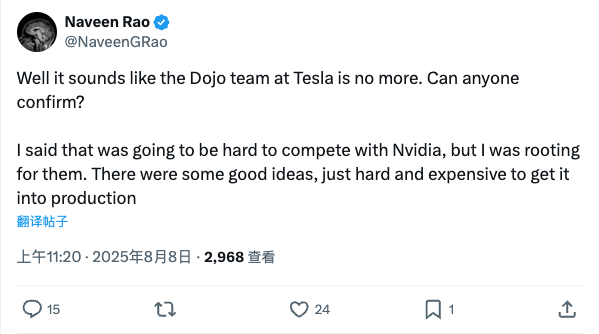 Naveen Rao
@NaveenGRao
Well it sounds like the Dojo team at Tesla is no more. Can anyone
confirm?
I said that was going to be hard to compete with Nvidia, but I was rooting
for them. There were some good ideas, just hard and expensive to get it
into production
翻译帖子
上午11:20 · 2025年8月8日 · 2,968 查看
15 24 1